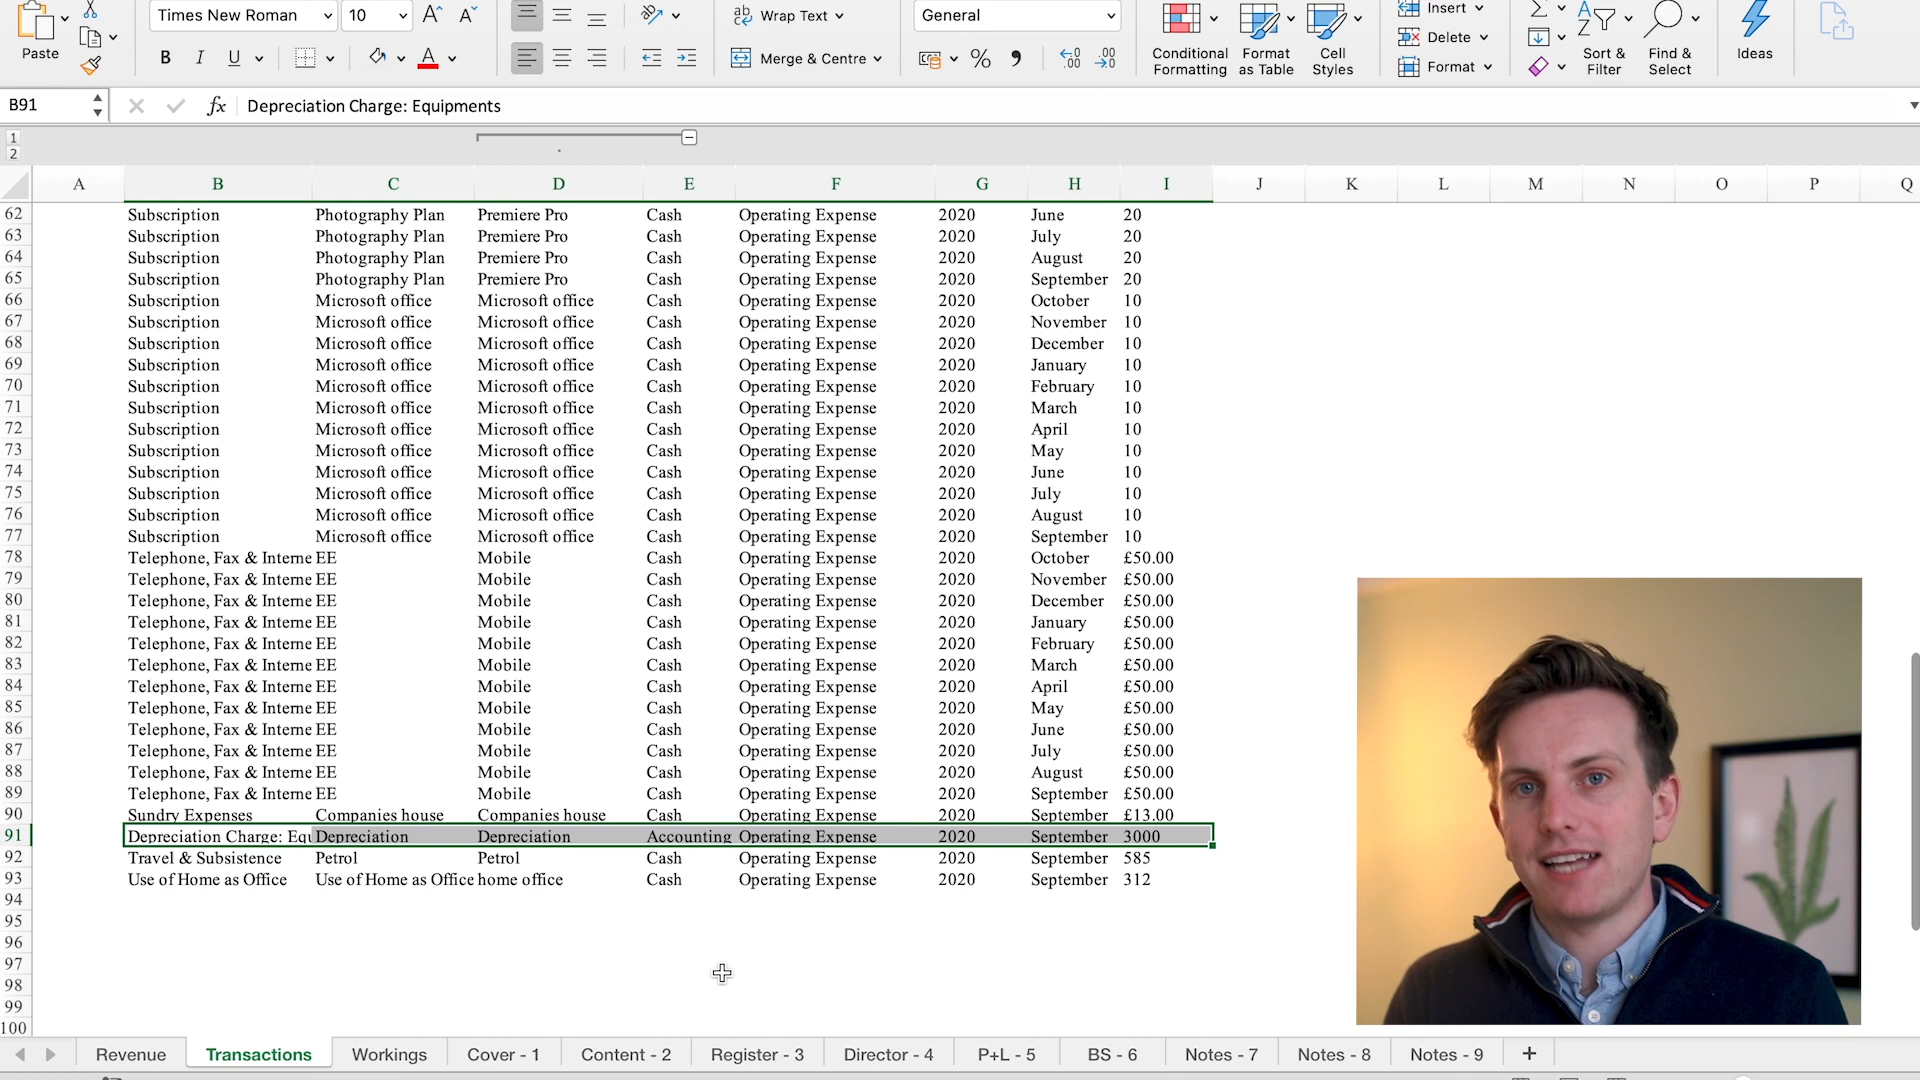 Times New Roman 10 A A Wrap Text General Insert
Paste B I U A Merge & Centre % Conditional Formatting Format as Table Cell Styles Delete Format Sort & Filter Find & Select Ideas
B91 fx Depreciation Charge: Equipments
1
2
A B C D E F G H I J K L M N O P Q
62 Subscription Photography Plan Premiere Pro Cash Operating Expense 2020 June 20
63 Subscription Photography Plan Premiere Pro Cash Operating Expense 2020 July 20
64 Subscription Photography Plan Premiere Pro Cash Operating Expense 2020 August 20
65 Subscription Photography Plan Premiere Pro Cash Operating Expense 2020 September 20
66 Subscription Microsoft office Microsoft office Cash Operating Expense 2020 October 10
67 Subscription Microsoft office Microsoft office Cash Operating Expense 2020 November 10
68 Subscription Microsoft office Microsoft office Cash Operating Expense 2020 December 10
69 Subscription Microsoft office Microsoft office Cash Operating Expense 2020 January 10
70 Subscription Microsoft office Microsoft office Cash Operating Expense 2020 February 10
71 Subscription Microsoft office Microsoft office Cash Operating Expense 2020 March 10
72 Subscription Microsoft office Microsoft office Cash Operating Expense 2020 April 10
73 Subscription Microsoft office Microsoft office Cash Operating Expense 2020 May 10
74 Subscription Microsoft office Microsoft office Cash Operating Expense 2020 June 10
75 Subscription Microsoft office Microsoft office Cash Operating Expense 2020 July 10
76 Subscription Microsoft office Microsoft office Cash Operating Expense 2020 August 10
77 Subscription Microsoft office Microsoft office Cash Operating Expense 2020 September 10
78 Telephone, Fax & Interne EE Mobile Cash Operating Expense 2020 October £50.00
79 Telephone, Fax & Interne EE Mobile Cash Operating Expense 2020 November £50.00
80 Telephone, Fax & Interne EE Mobile Cash Operating Expense 2020 December £50.00
81 Telephone, Fax & Interne EE Mobile Cash Operating Expense 2020 January £50.00
82 Telephone, Fax & Interne EE Mobile Cash Operating Expense 2020 February £50.00
83 Telephone, Fax & Interne EE Mobile Cash Operating Expense 2020 March £50.00
84 Telephone, Fax & Interne EE Mobile Cash Operating Expense 2020 April £50.00
85 Telephone, Fax & Interne EE Mobile Cash Operating Expense 2020 May £50.00
86 Telephone, Fax & Interne EE Mobile Cash Operating Expense 2020 June £50.00
87 Telephone, Fax & Interne EE Mobile Cash Operating Expense 2020 July £50.00
88 Telephone, Fax & Interne EE Mobile Cash Operating Expense 2020 August £50.00
89 Telephone, Fax & Interne EE Mobile Cash Operating Expense 2020 September £50.00
90 Sundry Expenses Companies house Companies house Cash Operating Expense 2020 September £13.00
91 Depreciation Charge: Equ Depreciation Depreciation Accounting Operating Expense 2020 September 3000
92 Travel & Subsistence Petrol Petrol Cash Operating Expense 2020 September 585
93 Use of Home as Office Use of Home as Office home office Cash Operating Expense 2020 September 312
94
95
96
97
98
99
100
Revenue Transactions Workings Cover - 1 Content - 2 Register - 3 Director - 4 P+L - 5 BS - 6 Notes - 7 Notes - 8 Notes - 9 +